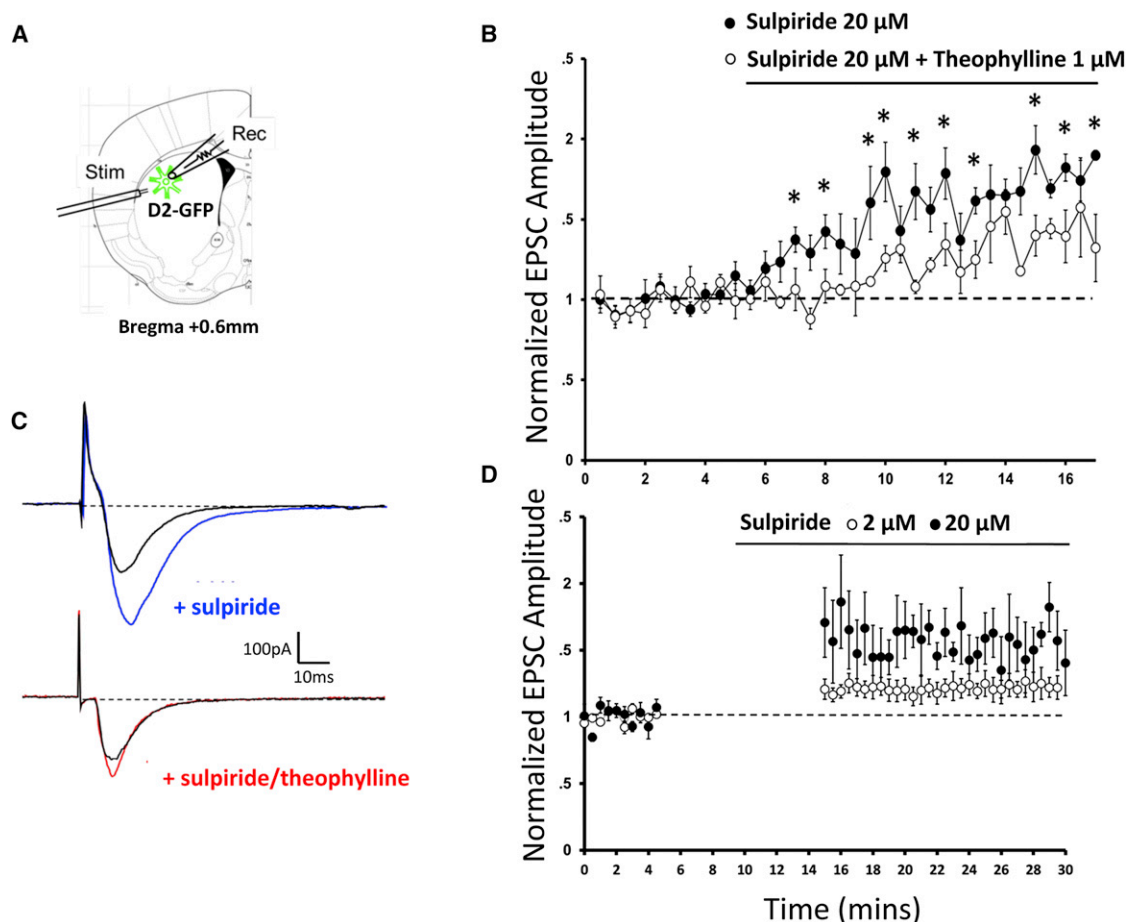 A
Stim
Rec
D2-GFP
Bregma +0.6mm
B
Sulpiride 20 µM
Sulpiride 20 µM + Theophylline 1 µM
Normalized EPSC Amplitude
.5
2
.5
1
.5
0
* * * * * * * * * *
0 2 4 6 8 10 12 14 16
C
+ sulpiride
100pA
10ms
+ sulpiride/theophylline
D
Sulpiride 2 µM 20 µM
Normalized EPSC Amplitude
.5
2
.5
1
.5
0
0 2 4 6 8 10 12 14 16 18 20 22 24 26 28 30
Time (mins)